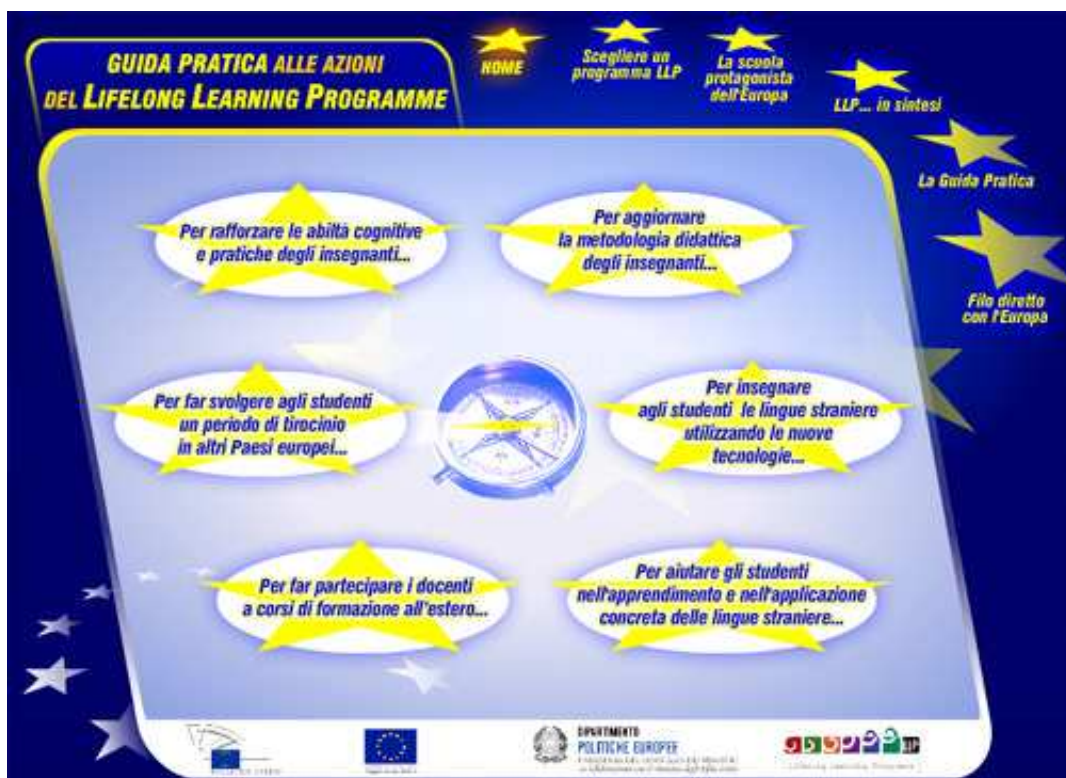 GUIDA PRATICA ALLE AZIONI
DEL LIFELONG LEARNING PROGRAMME
HOME
Scegliere un
programma LLP
La scuola
protagonista
dell'Europa
LLP... in sintesi
La Guida Pratica
Filo diretto
con l'Europa
Per rafforzare le abiltà cognitive
e pratiche degli insegnanti...
Per aggiornare
la metodologia didattica
degli insegnanti...
Per far svolgere agli studenti
un periodo di tirocinio
in altri Paesi europei...
Per insegnare
agli studenti le lingue straniere
utilizzando le nuove
tecnologie...
Per far partecipare i docenti
a corsi di formazione all'estero...
Per aiutare gli studenti
nell'apprendimento e nell'applicazione
concreta delle lingue straniere...
DIPARTIMENTO
POLITICHE EUROPEE